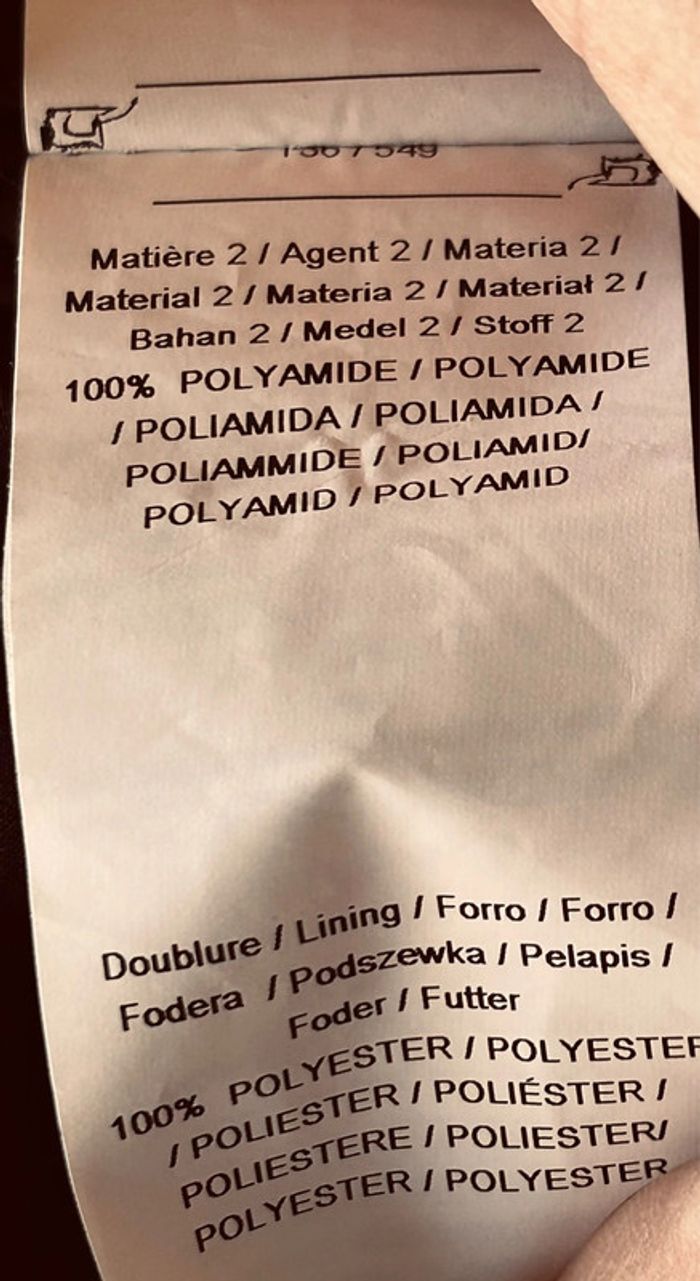 Matière 2 / Agent 2 / Materia 2 /
Material 2 / Materia 2 / Materiał 2 /
Bahan 2 / Medel 2 / Stoff 2
100% POLYAMIDE / POLYAMIDE
/ POLIAMIDA / POLIAMIDA /
POLIAMMIDE / POLIAMID/
POLYAMID / POLYAMID
Doublure / Lining / Forro / Forro /
Fodera / Podszewka / Pelapis /
Foder / Futter
100% POLYESTER / POLYESTER
/ POLIESTER / POLIÉSTER /
POLIESTERE / POLIESTER/
POLYESTER / POLYESTER